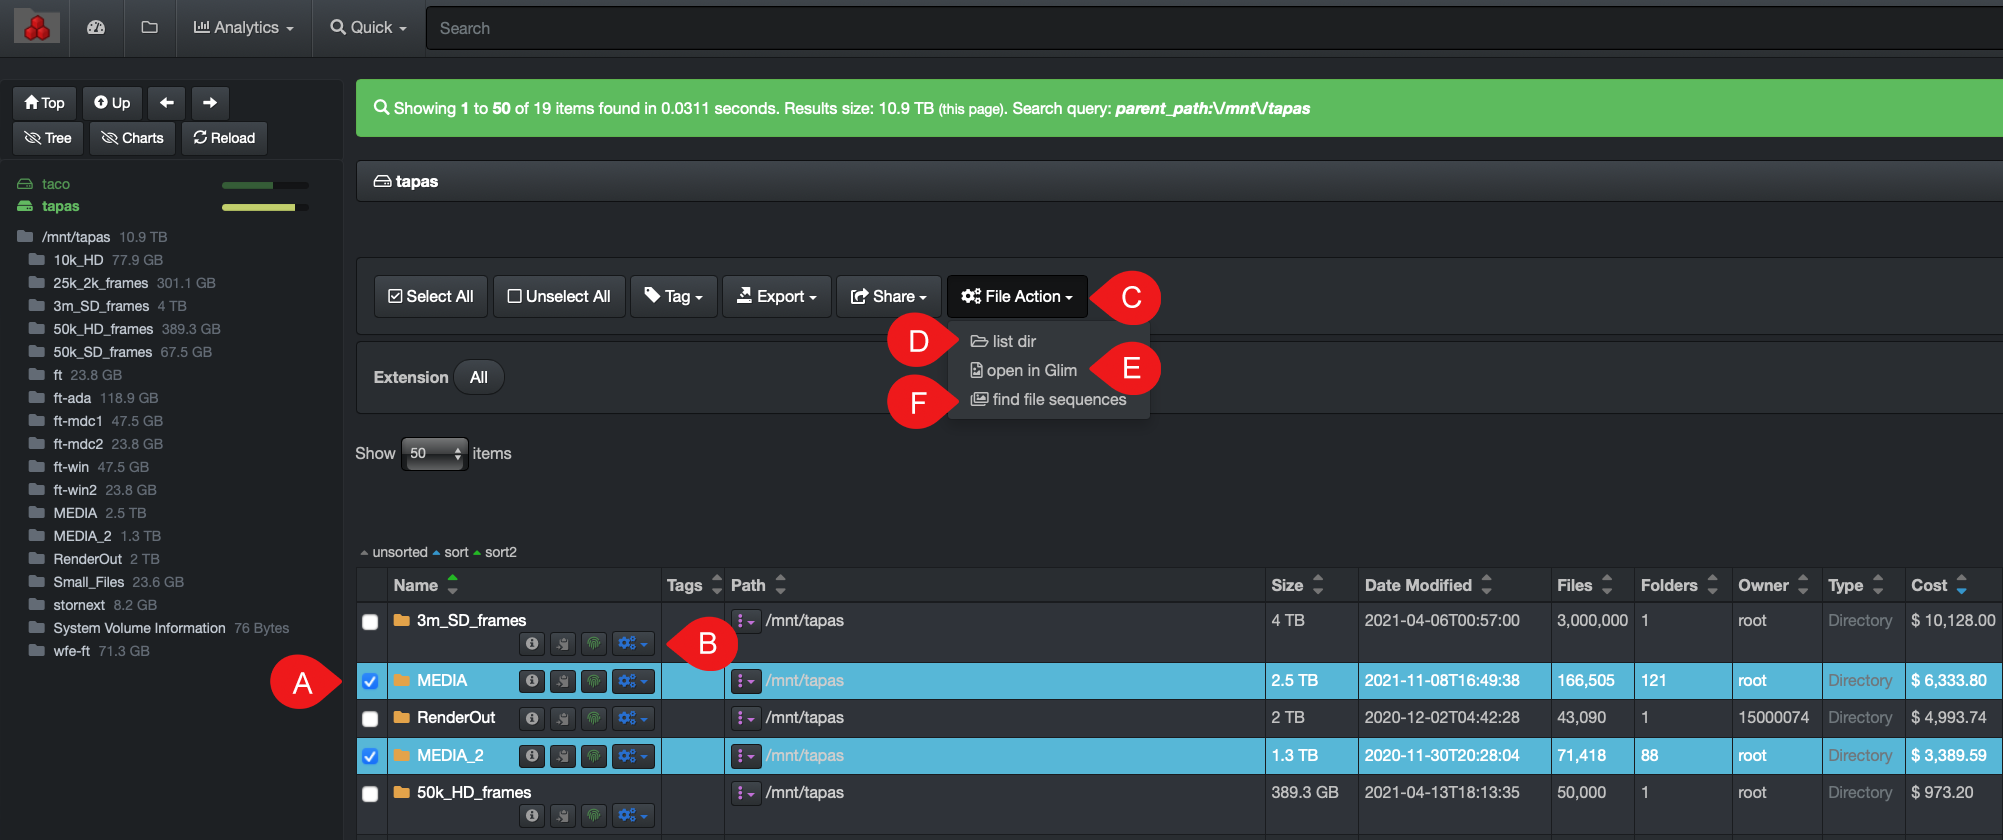 Analytics Quick Search
Top Up
Tree Charts Reload
Showing 1 to 50 of 19 items found in 0.0311 seconds. Results size: 10.9 TB (this page). Search query: parent_path:\/mnt\/tapas
taco
tapas
/mnt/tapas 10.9 TB
10k_HD 77.9 GB
25k_2k_frames 301.1 GB
3m_SD_frames 4 TB
50k_HD_frames 389.3 GB
50k_SD_frames 67.5 GB
ft 23.8 GB
ft-ada 118.9 GB
ft-mdc1 47.5 GB
ft-mdc2 23.8 GB
ft-win 47.5 GB
ft-win2 23.8 GB
MEDIA 2.5 TB
MEDIA_2 1.3 TB
RenderOut 2 TB
Small_Files 23.6 GB
stornext 8.2 GB
System Volume Information 76 Bytes
wfe-ft 71.3 GB
tapas
Select All Unselect All Tag Export Share File Action C
D list dir
open in Glim E
F find file sequences
Extension All
Show 50 items
unsorted sort sort2
Name Tags Path Size Date Modified Files Folders Owner Type Cost
3m_SD_frames /mnt/tapas 4 TB 2021-04-06T00:57:00 3,000,000 1 root Directory $ 10,128.00
B
A MEDIA /mnt/tapas 2.5 TB 2021-11-08T16:49:38 166,505 121 root Directory $ 6,333.80
RenderOut /mnt/tapas 2 TB 2020-12-02T04:42:28 43,090 1 15000074 Directory $ 4,993.74
MEDIA_2 /mnt/tapas 1.3 TB 2020-11-30T20:28:04 71,418 88 root Directory $ 3,389.59
50k_HD_frames /mnt/tapas 389.3 GB 2021-04-13T18:13:35 50,000 1 root Directory $ 973.20